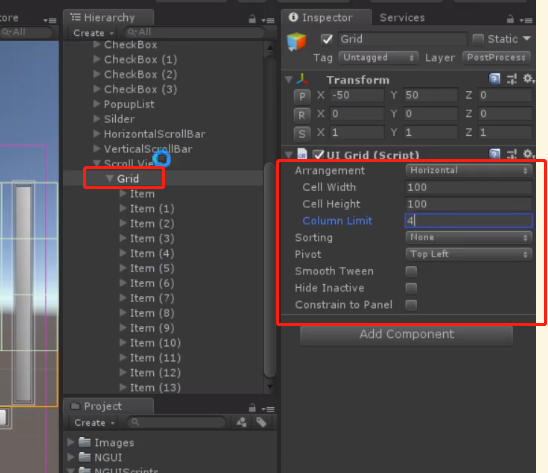 tore
All
Hierarchy
Create
All
CheckBox
CheckBox (1)
CheckBox (2)
CheckBox (3)
PopupList
Silder
HorizontalScrollBar
VerticalScrollBar
Scroll View
Grid
Item
Item (1)
Item (2)
Item (3)
Item (4)
Item (5)
Item (6)
Item (7)
Item (8)
Item (9)
Item (10)
Item (11)
Item (12)
Item (13)
Project
Create
Images
NGUI
NGUIScripts
Inspector Services
Grid Static
Tag Untagged Layer PostProcess
Transform
P X -50 Y 50 Z 0
R X 0 Y 0 Z 0
S X 1 Y 1 Z 1
UI Grid (Script)
Arrangement Horizontal
Cell Width 100
Cell Height 100
Column Limit 4
Sorting None
Pivot Top Left
Smooth Tween
Hide Inactive
Constrain to Panel
Add Component